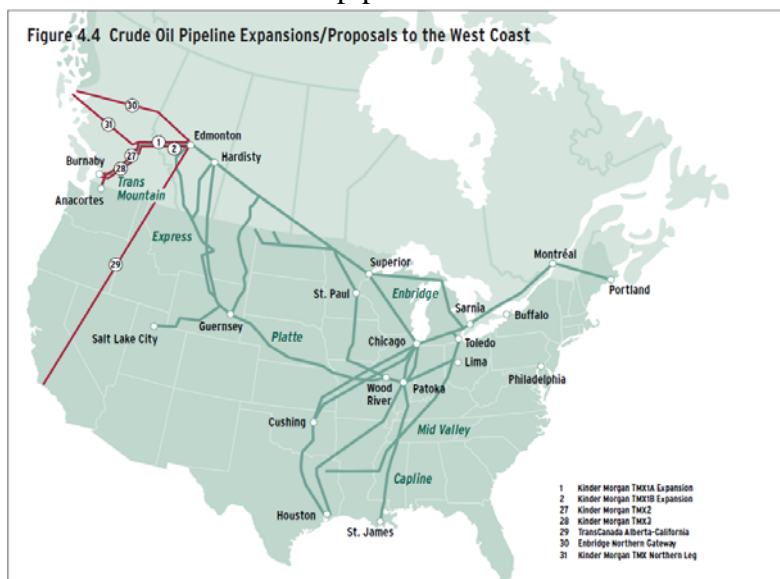 Figure 4.4 Crude Oil Pipeline Expansions/Proposals to the West Coast
30
31
Edmonton
1
2
27
Hardisty
Burnaby
28
Trans
Mountain
Anacortes
Express
29
Superior
Montréal
St. Paul
Enbridge
Portland
Sarnia
Buffalo
Guernsey
Salt Lake City
Platte
Chicago
Toledo
Lima
Wood
River
Patoka
Philadelphia
Cushing
Mid Valley
Capline
Houston
St. James
1 Kinder Morgan TMX1A Expansion
2 Kinder Morgan TMX1B Expansion
27 Kinder Morgan TMX2
28 Kinder Morgan TMX3
29 TransCanada Alberta-California
30 Enbridge Northern Gateway
31 Kinder Morgan TMX Northern Leg